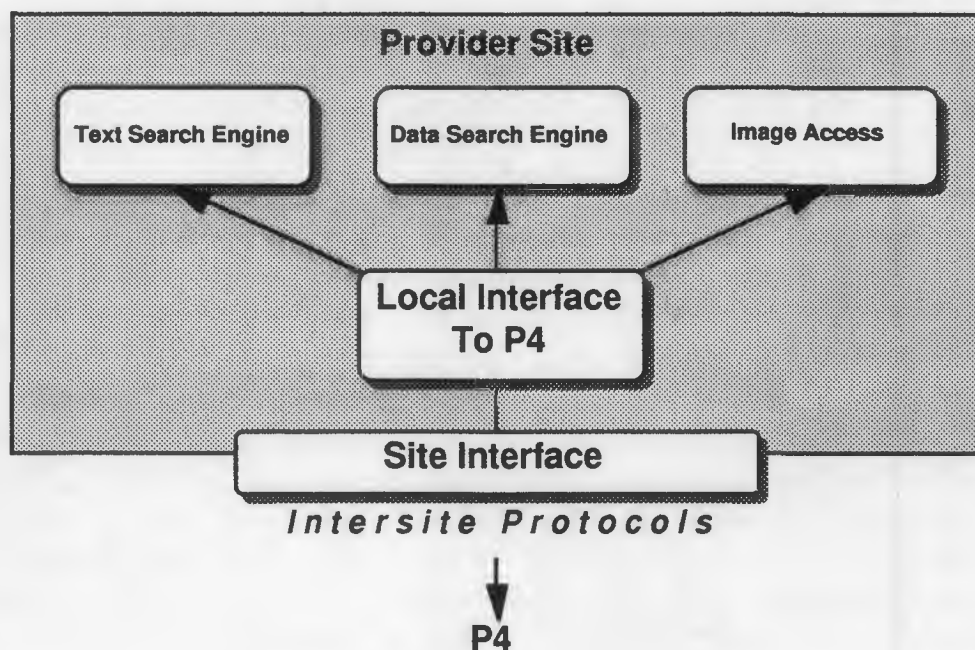 Provider Site
Text Search Engine
Data Search Engine
Image Access
Local Interface
To P4
Site Interface
Intersite Protocols
P4